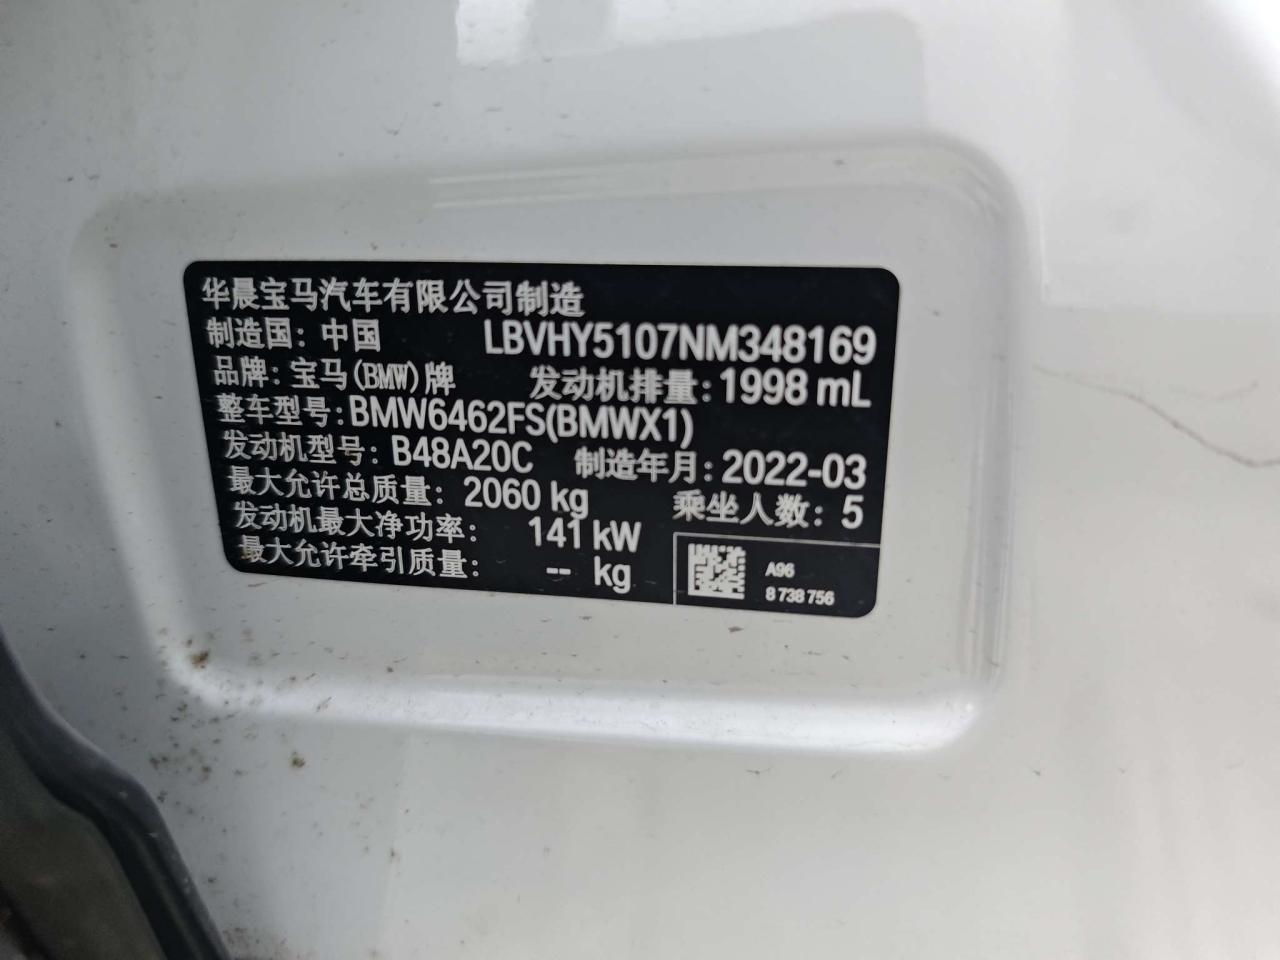 华晨宝马汽车有限公司制造
制造国：中国 LBVHY5107NM348169
品牌：宝马(BMW)牌 发动机排量：1998 mL
整车型号：BMW6462FS(BMWX1)
发动机型号：B48A20C 制造年月：2022-03
最大允许总质量：2060 kg 乘坐人数：5
发动机最大净功率：141 kW
最大允许牵引质量：-- kg
A96
8 738 756